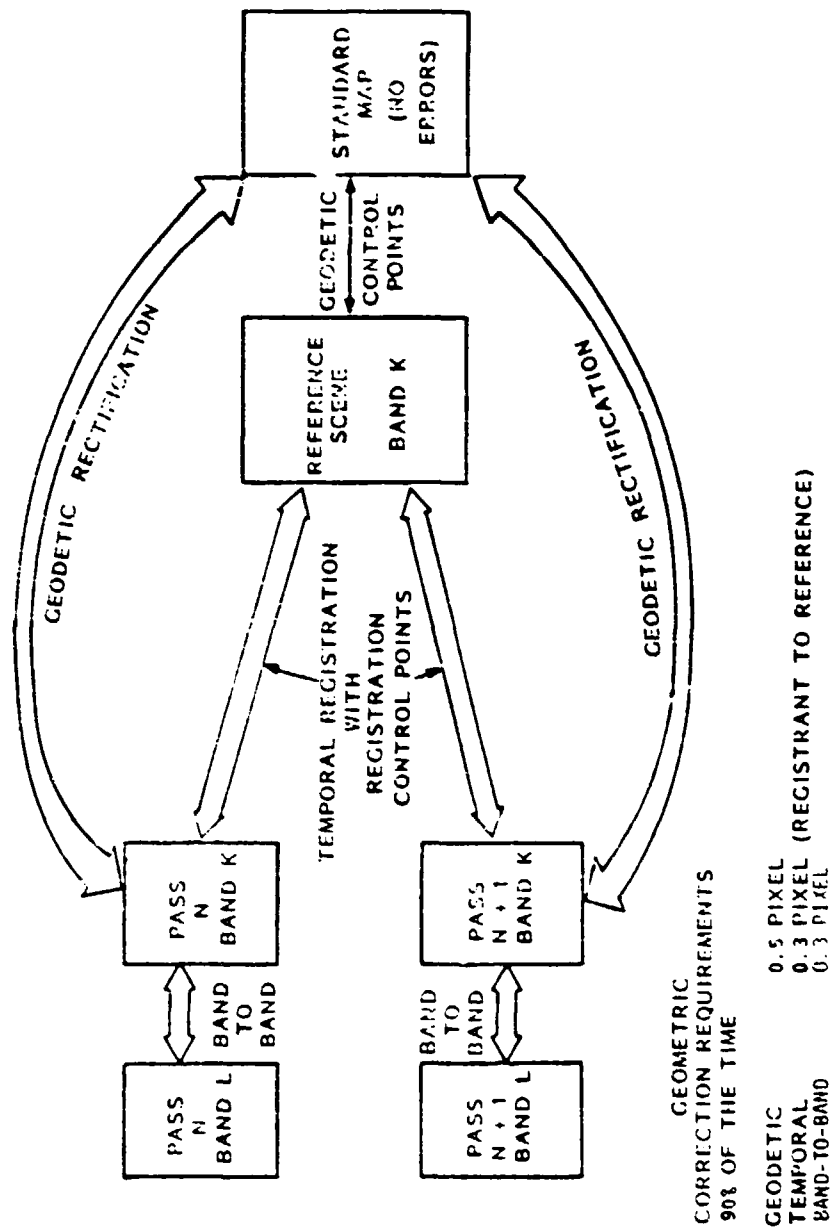 PASS
N
BAND L
BAND
TO
BAND
PASS
N
BAND K
GEODETIC RECTIFICATION
STANDARD
MAP
(NO
ERRORS)
TEMPORAL REGISTRATION
WITH
REGISTRATION
CONTROL POINTS
REFERENCE
SCENE
BAND K
GEODETIC
CONTROL
POINTS
PASS
N + 1
BAND L
BAND
TO
BAND
PASS
N + 1
BAND K
GEODETIC RECTIFICATION
GEOMETRIC
CORRECTION REQUIREMENTS
90% OF THE TIME
GEODETIC 0.5 PIXEL
TEMPORAL 0.3 PIXEL (REGISTRANT TO REFERENCE)
BAND-TO-BAND 0.3 PIXEL